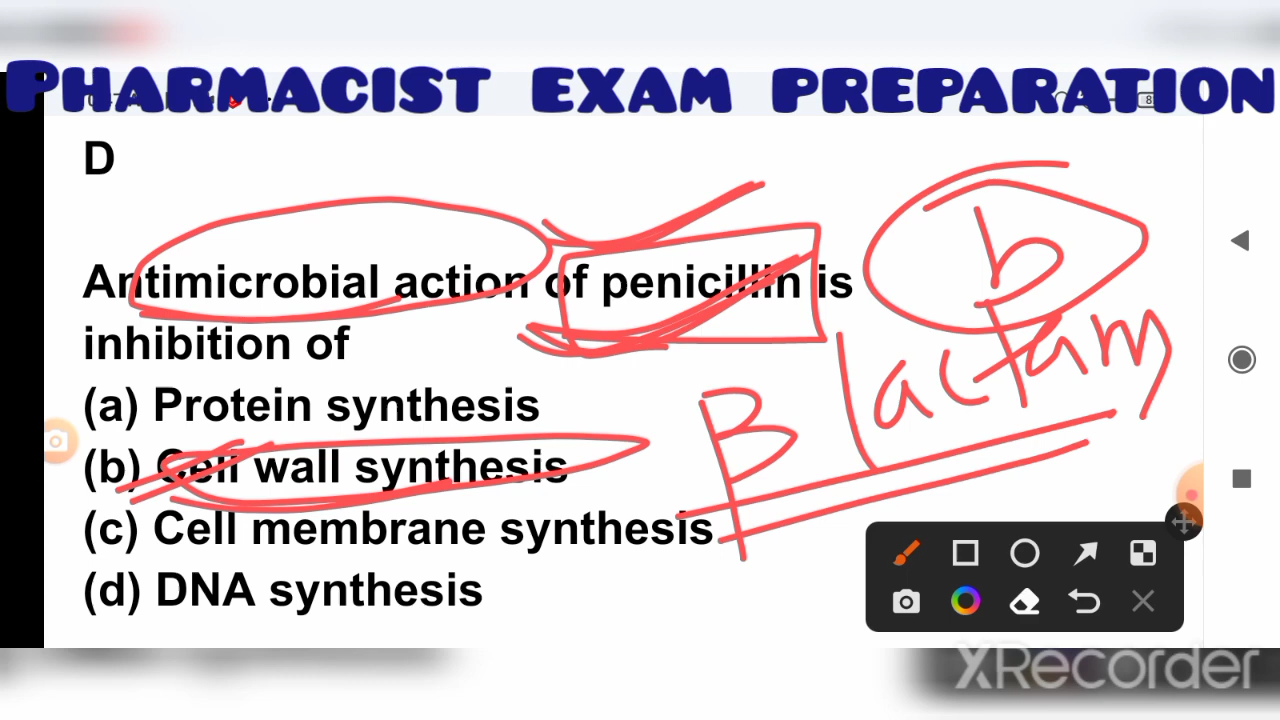 PHARMACIST EXAM PREPARATION
D
Antimicrobial action of penicillin is
inhibition of
(a) Protein synthesis
(b) Cell wall synthesis
(c) Cell membrane synthesis
(d) DNA synthesis
b
B lactam
XRecorder